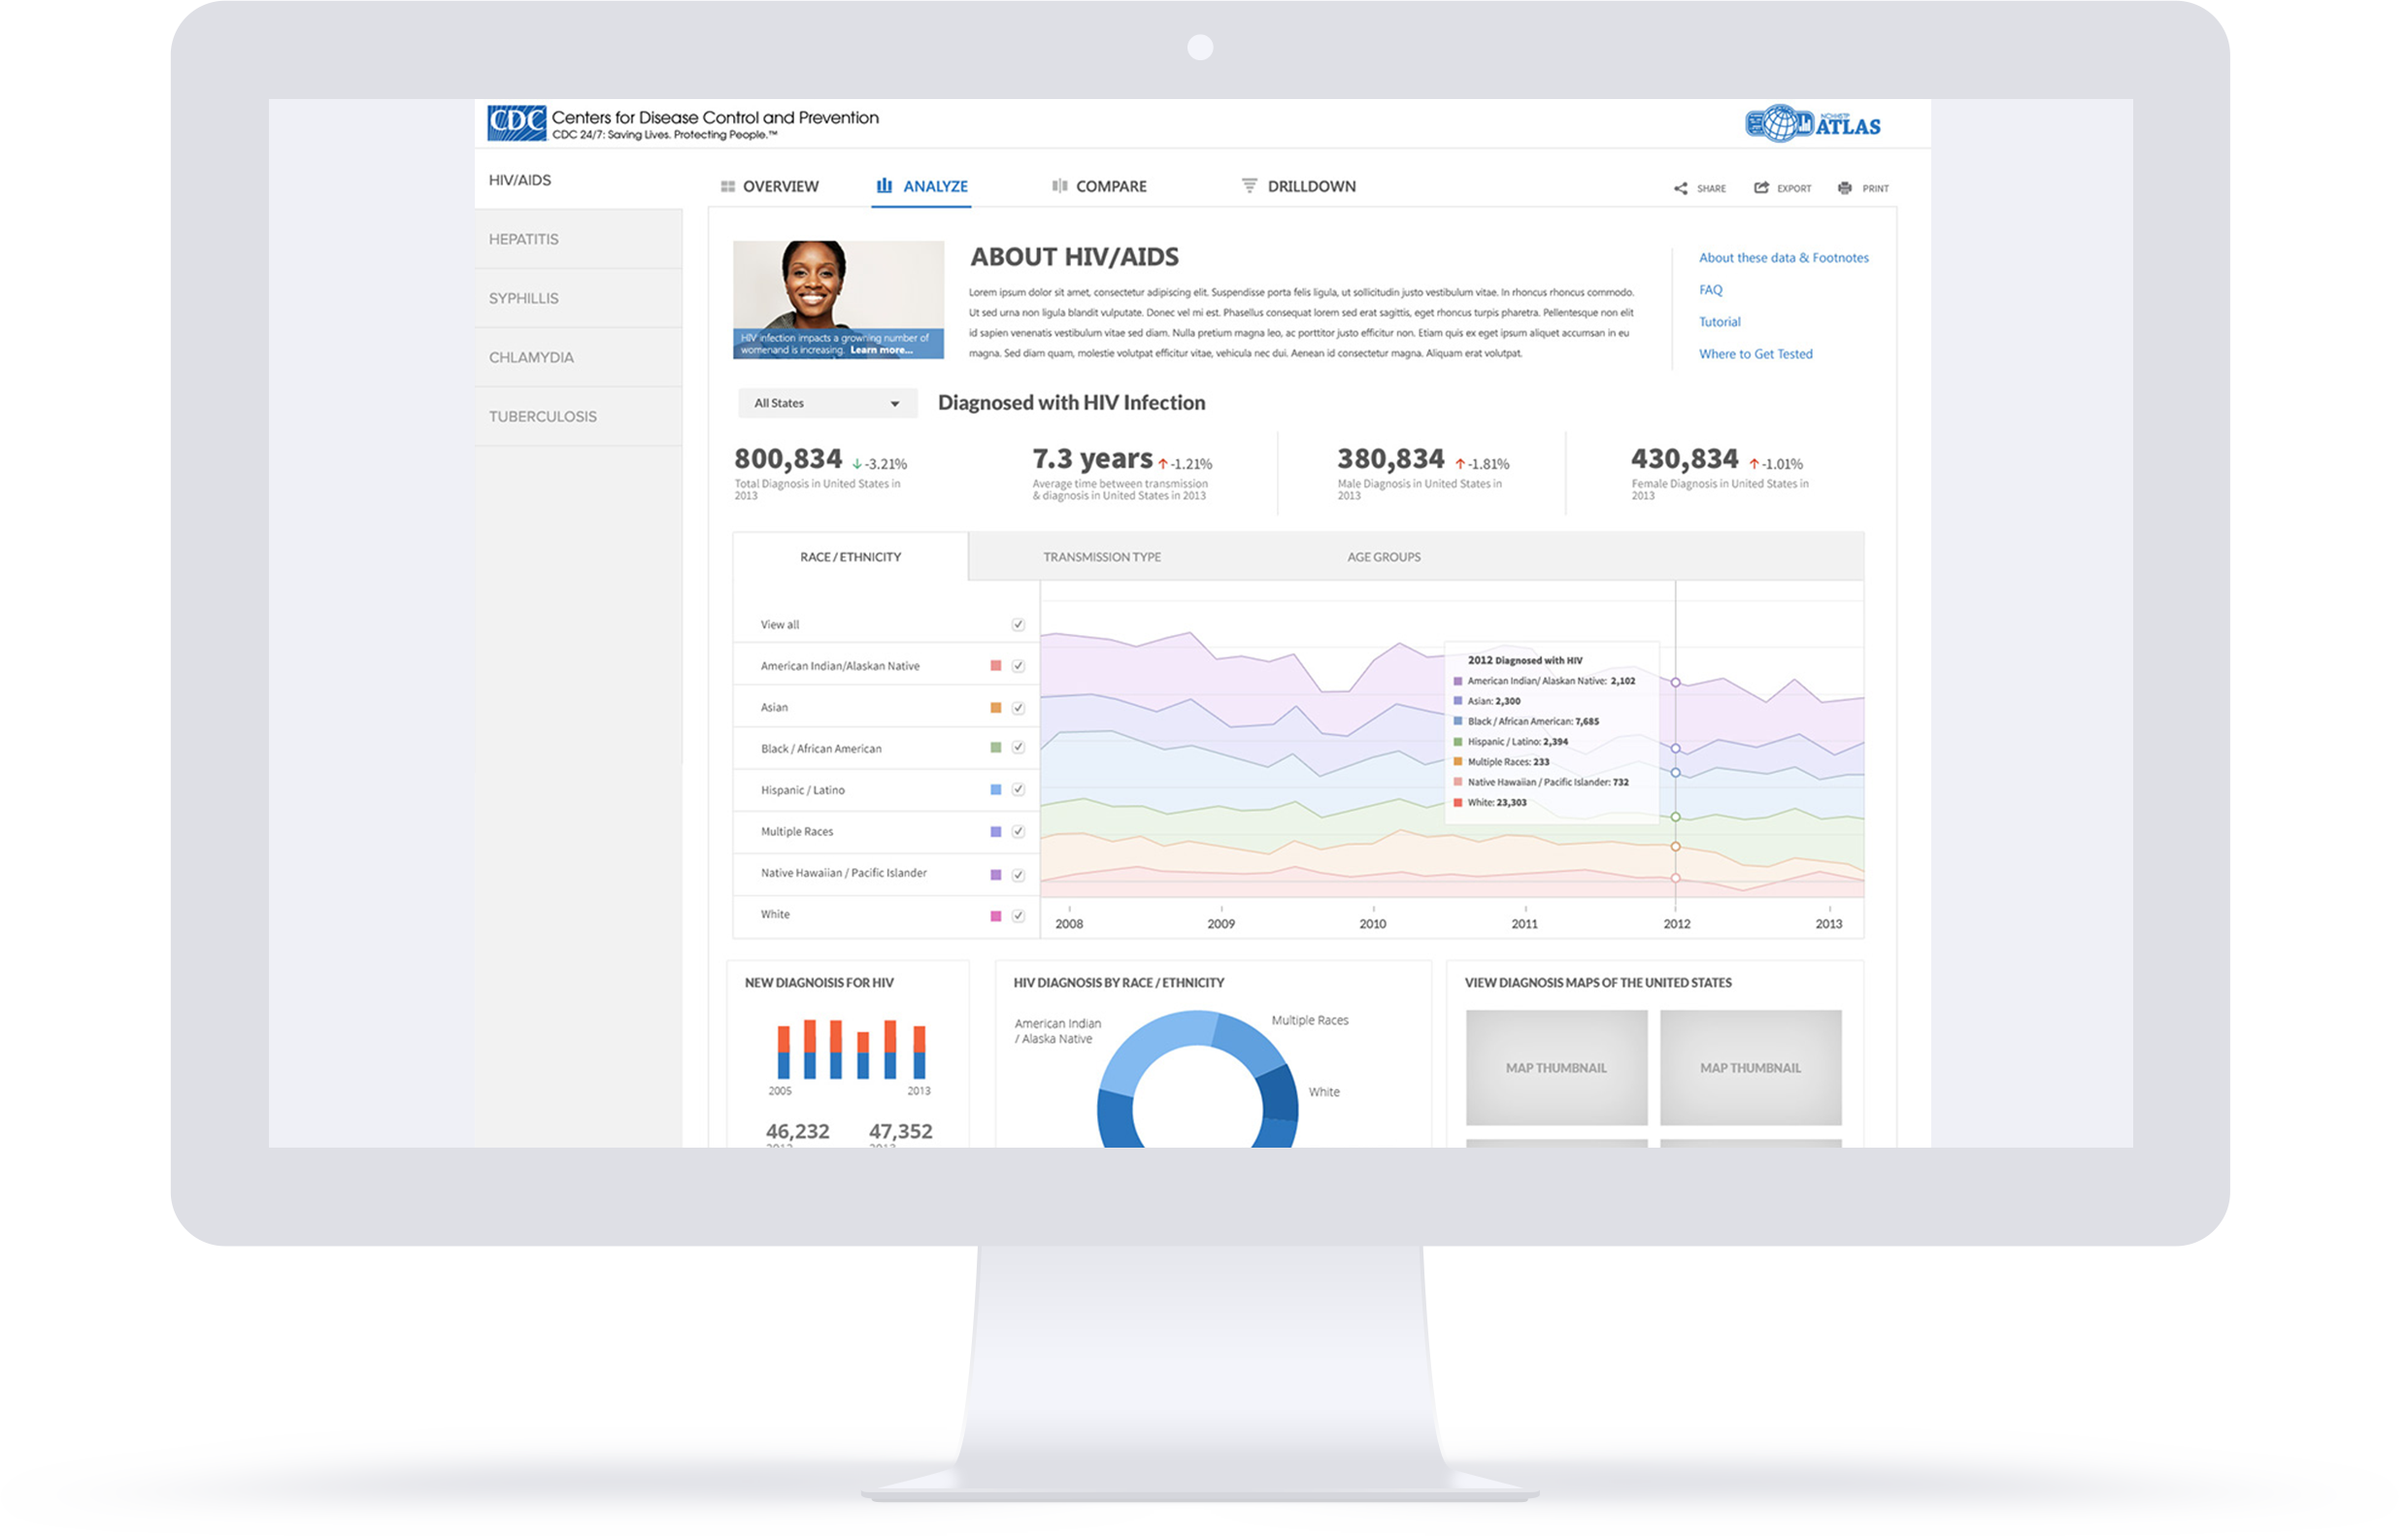 CDC Centers for Disease Control and Prevention
CDC 24/7: Saving Lives. Protecting People.™
ATLAS
HIV/AIDS
HEPATITIS
SYPHILLIS
CHLAMYDIA
TUBERCULOSIS
OVERVIEW ANALYZE COMPARE DRILLDOWN
SHARE EXPORT PRINT
HIV infection impacts a growning number of
womenand is increasing. Learn more...
ABOUT HIV/AIDS
Lorem ipsum dolor sit amet, consectetur adipiscing elit. Suspendisse porta felis ligula, ut sollicitudin justo vestibulum vitae. In rhoncus rhoncus commodo.
Ut sed urna non ligula blandit vulputate. Donec vel mi est. Phasellus consequat lorem sed erat sagittis, eget rhoncus turpis pharetra. Pellentesque non elit
id sapien venenatis vestibulum vitae sed diam. Nulla pretium magna leo, ac porttitor justo efficitur non. Etiam quis ex eget ipsum aliquet accumsan in eu
magna. Sed diam quam, molestie volutpat efficitur vitae, vehicula nec dui. Aenean id consectetur magna. Aliquam erat volutpat.
About these data & Footnotes
FAQ
Tutorial
Where to Get Tested
All States
Diagnosed with HIV Infection
800,834 -3.21%
Total Diagnosis in United States in
2013
7.3 years -1.21%
Average time between transmission
& diagnosis in United States in 2013
380,834 -1.81%
Male Diagnosis in United States in
2013
430,834 -1.01%
Female Diagnosis in United States in
2013
RACE / ETHNICITY TRANSMISSION TYPE AGE GROUPS
View all
American Indian/Alaskan Native
Asian
Black / African American
Hispanic / Latino
Multiple Races
Native Hawaiian / Pacific Islander
White
2012 Diagnosed with HIV
American Indian/ Alaskan Native: 2,102
Asian: 2,300
Black / African American: 7,685
Hispanic / Latino: 2,394
Multiple Races: 233
Native Hawaiian / Pacific Islander: 732
White: 23,303
2008 2009 2010 2011 2012 2013
NEW DIAGNOISIS FOR HIV
2005 2013
46,232 47,352
HIV DIAGNOSIS BY RACE / ETHNICITY
American Indian
/ Alaska Native
Multiple Races
White
VIEW DIAGNOSIS MAPS OF THE UNITED STATES
MAP THUMBNAIL MAP THUMBNAIL